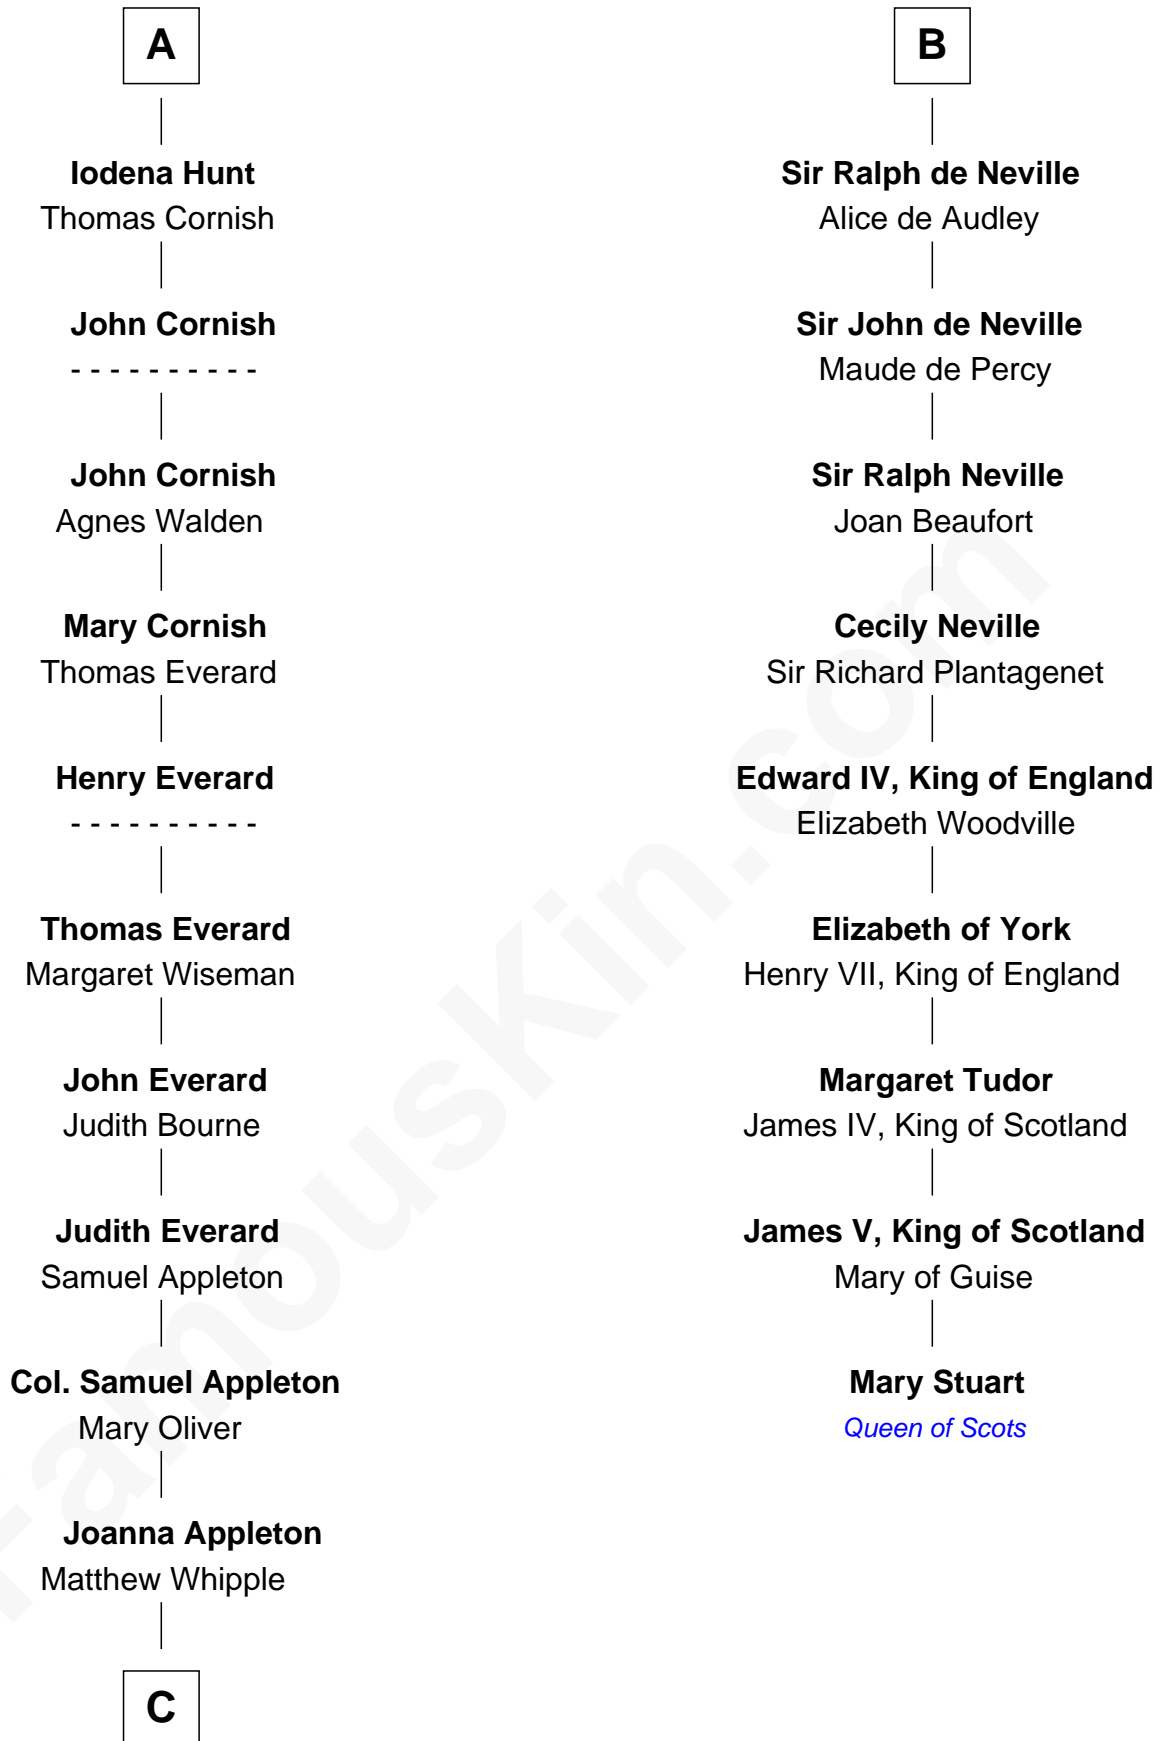 A
Iodena Hunt
Thomas Cornish
John Cornish
- - - - - - - - - -
John Cornish
Agnes Walden
Mary Cornish
Thomas Everard
Henry Everard
- - - - - - - - - -
Thomas Everard
Margaret Wiseman
John Everard
Judith Bourne
Judith Everard
Samuel Appleton
Col. Samuel Appleton
Mary Oliver
Joanna Appleton
Matthew Whipple
C
B
Sir Ralph de Neville
Alice de Audley
Sir John de Neville
Maude de Percy
Sir Ralph Neville
Joan Beaufort
Cecily Neville
Sir Richard Plantagenet
Edward IV, King of England
Elizabeth Woodville
Elizabeth of York
Henry VII, King of England
Margaret Tudor
James IV, King of Scotland
James V, King of Scotland
Mary of Guise
Mary Stuart
Queen of Scots
FamousKin.com